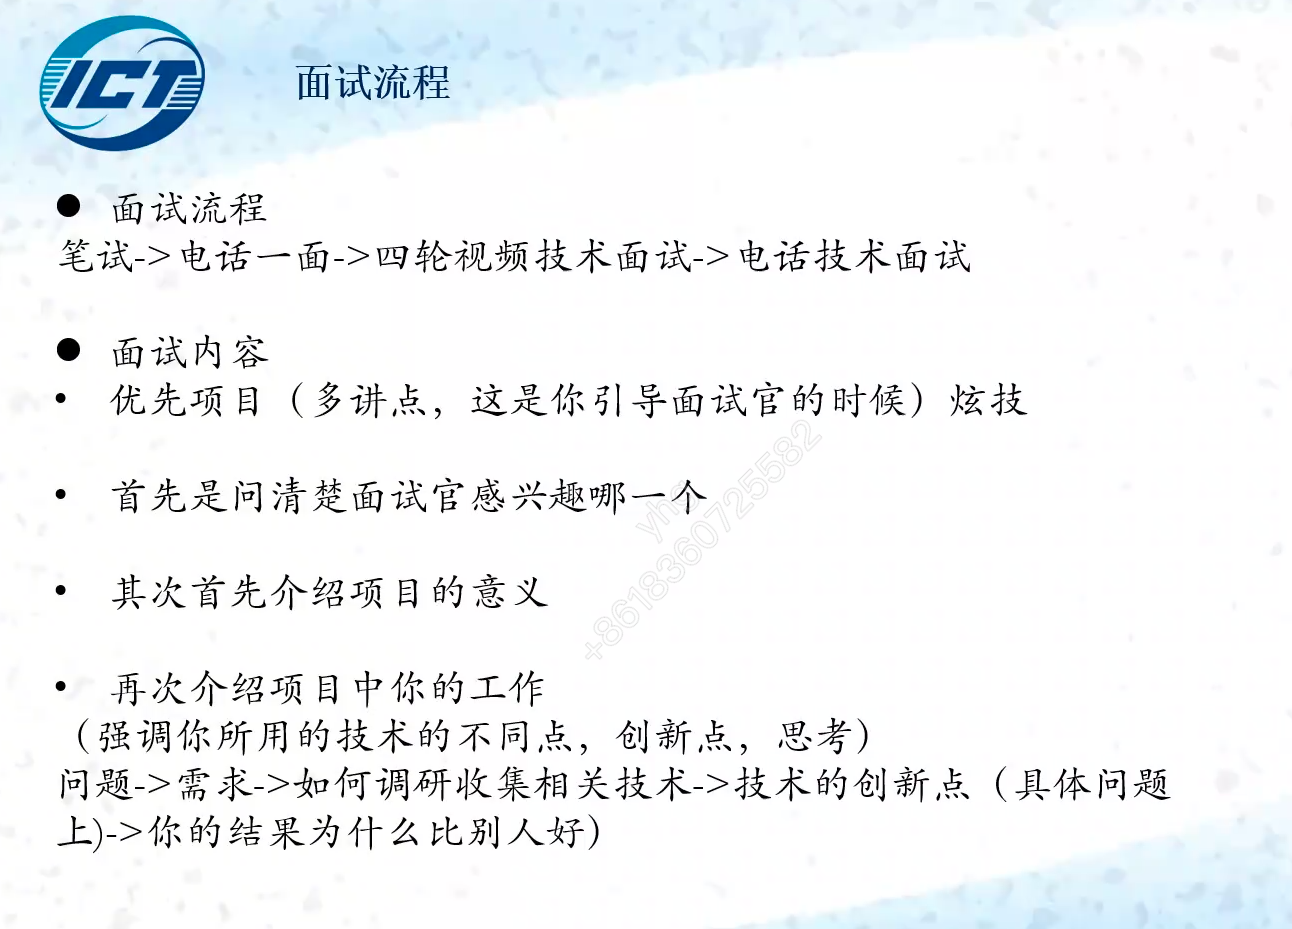 ICT
面试流程
● 面试流程
笔试->电话一面->四轮视频技术面试->电话技术面试
● 面试内容
• 优先项目（多讲点，这是你引导面试官的时候）炫技
• 首先是问清楚面试官感兴趣哪一个
• 其次首先介绍项目的意义
• 再次介绍项目中你的工作
（强调你所用的技术的不同点，创新点，思考）
问题->需求->如何调研收集相关技术->技术的创新点（具体问题
上)->你的结果为什么比别人好）
+8618360725582